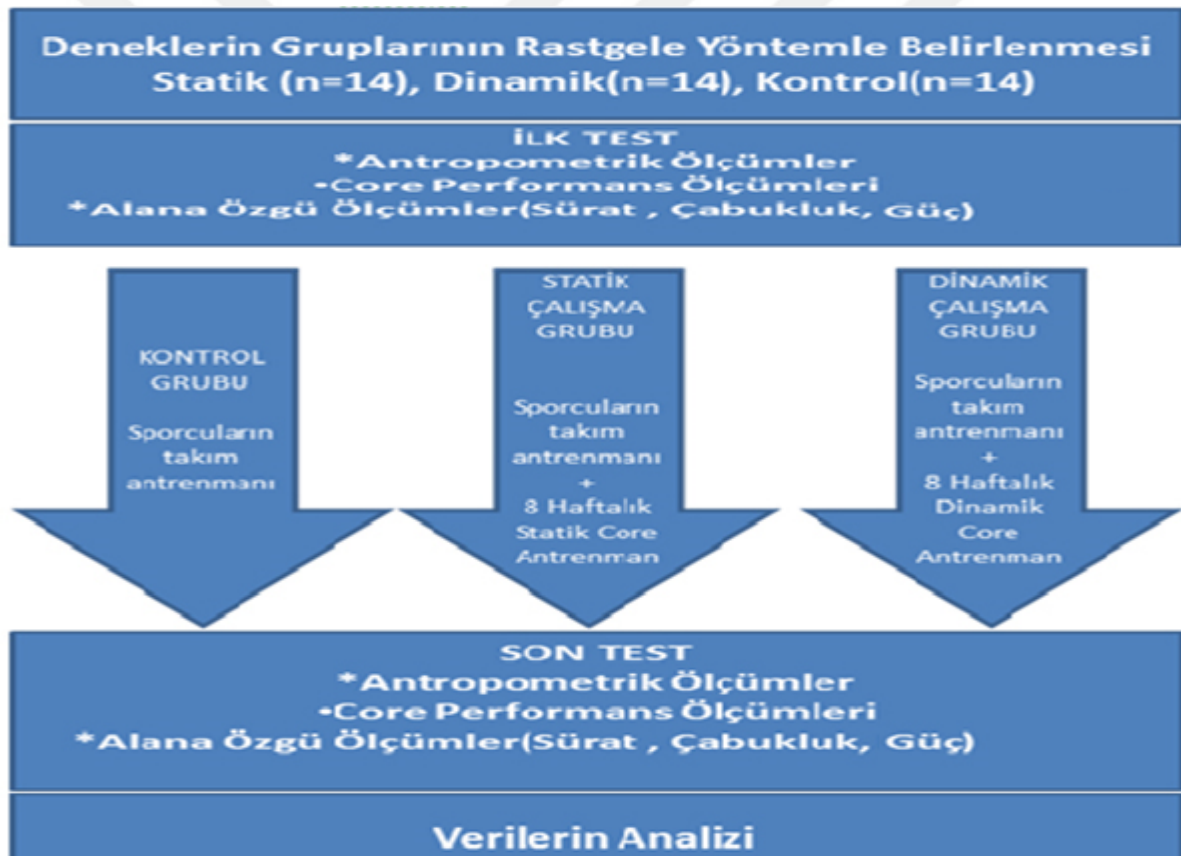 Deneklerin Gruplarının Rastgele Yöntemle Belirlenmesi
Statik (n=14), Dinamik(n=14), Kontrol(n=14)
İLK TEST
*Antropometrik Ölçümler
•Core Performans Ölçümleri
*Alana Özgü Ölçümler(Sürat , Çabukluk, Güç)
KONTROL
GRUBU
Sporcuların
takım
antrenmanı
STATİK
ÇALIŞMA
GRUBU
Sporcuların
takım
antrenmanı
+
8 Haftalık
Statik Core
Antrenman
DİNAMİK
ÇALIŞMA
GRUBU
Sporcuların
takım
antrenmanı
+
8 Haftalık
Dinamik
Core
Antrenman
SON TEST
*Antropometrik Ölçümler
•Core Performans Ölçümleri
*Alana Özgü Ölçümler(Sürat , Çabukluk, Güç)
Verilerin Analizi